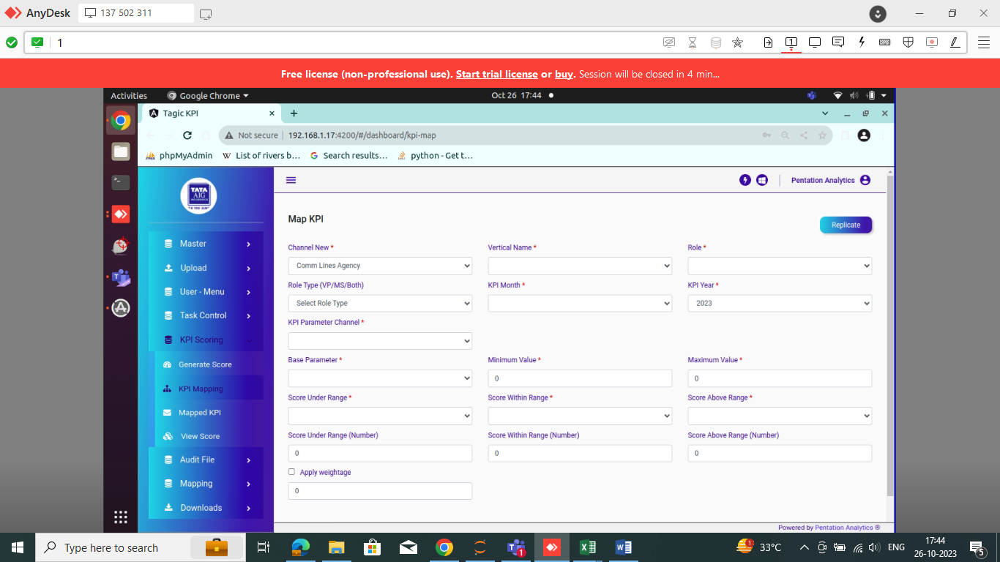 AnyDesk 137 502 311
1
Free license (non-professional use). Start trial license or buy. Session will be closed in 4 min...
Activities Google Chrome Oct 26 17:44
Tagic KPI
Not secure 192.168.1.17:4200/#/dashboard/kpi-map
phpMyAdmin List of rivers b... Search results... python - Get t...
TATA
AIG
INSURANCE
Pentation Analytics
Master
Upload
User - Menu
Task Control
KPI Scoring
Generate Score
KPI Mapping
Mapped KPI
View Score
Audit File
Mapping
Downloads
Map KPI
Replicate
Channel New * Vertical Name * Role *
Comm Lines Agency
Role Type (VP/MS/Both) KPI Month * KPI Year *
Select Role Type 2023
KPI Parameter Channel *
Base Parameter * Minimum Value * Maximum Value *
0 0
Score Under Range * Score Within Range * Score Above Range *
Score Under Range (Number) Score Within Range (Number) Score Above Range (Number)
0 0 0
Apply weightage
0
Powered by Pentation Analytics ®
Type here to search 1 1 33°C ENG 17:44
26-10-2023 5